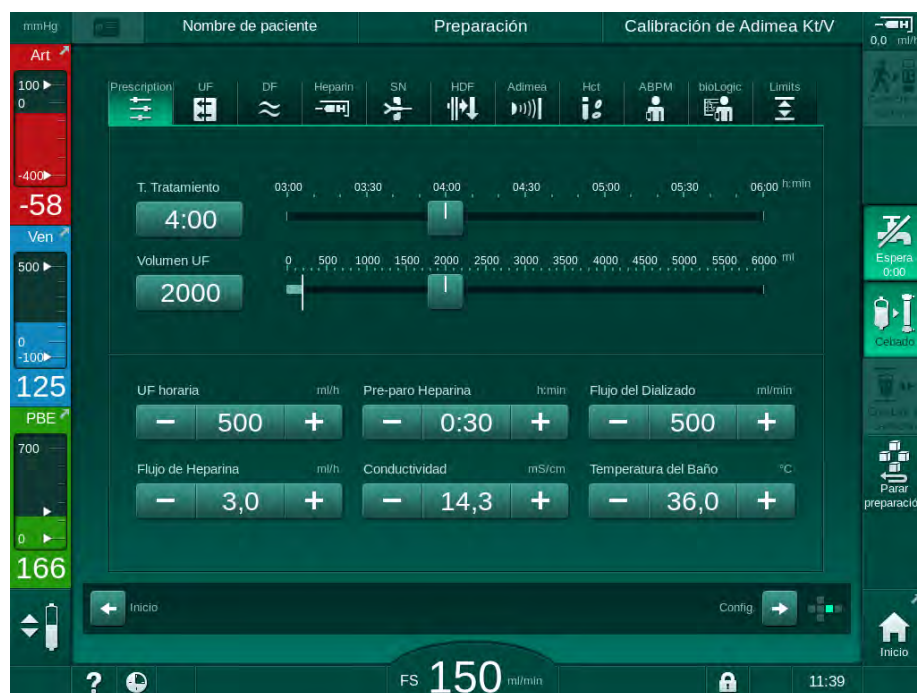 mmHg
Nombre de paciente
Preparación
Calibración de Adimea Kt/V
0,0 ml/h
Art
100
0
-400
-58
Ven
500
0
-100
125
PBE
700
0
166
Prescription
UF
DF
Heparin
SN
HDF
Adimea
Hct
ABPM
bioLogic
Limits
T. Tratamiento
03:00 03:30 04:00 04:30 05:00 05:30 06:00 h:min
4:00
Volumen UF
0 500 1000 1500 2000 2500 3000 3500 4000 4500 5000 5500 6000 ml
2000
UF horaria ml/h
Pre-paro Heparina h:min
Flujo del Dializado ml/min
− 500 +
− 0:30 +
− 500 +
Flujo de Heparina ml/h
Conductividad mS/cm
Temperatura del Baño °C
− 3,0 +
− 14,3 +
− 36,0 +
Inicio
Config.
Espera
0:00
Cebado
Parar
preparació
Inicio
?
FS 150 ml/min
11:39